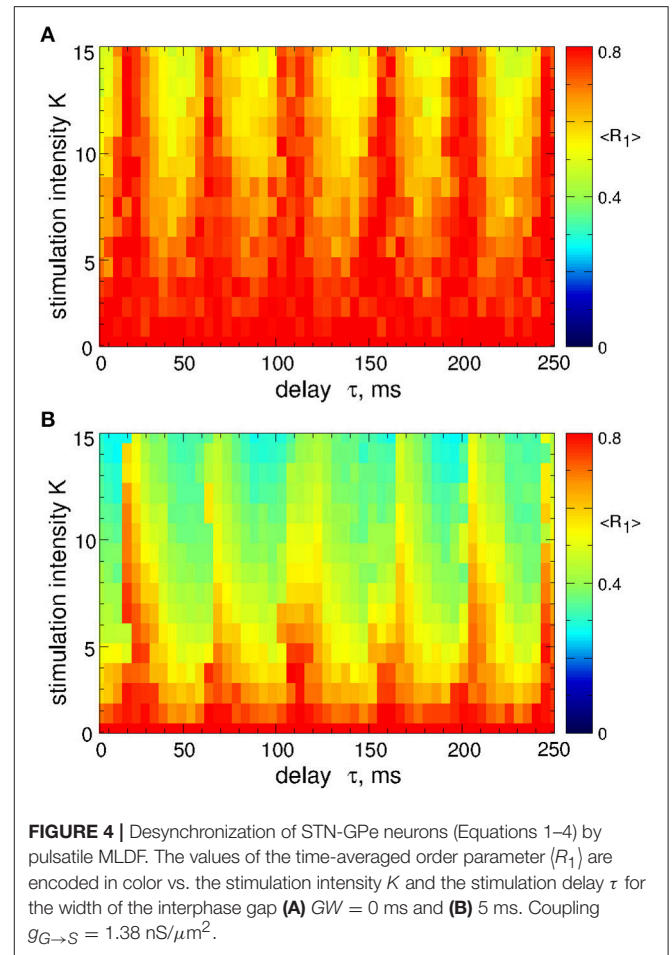 A
15
10
5
0
stimulation intensity K
0
50
100
150
200
250
delay τ, ms
0.8
0.4
0
<R₁>
B
15
10
5
0
stimulation intensity K
0
50
100
150
200
250
delay τ, ms
0.8
0.4
0
<R₁>
FIGURE 4 | Desynchronization of STN-GPe neurons (Equations 1–4) by
pulsatile MLDF. The values of the time-averaged order parameter ⟨R₁⟩ are
encoded in color vs. the stimulation intensity K and the stimulation delay τ for
the width of the interphase gap (A) GW = 0 ms and (B) 5 ms. Coupling
g_{G→S} = 1.38 nS/μm².